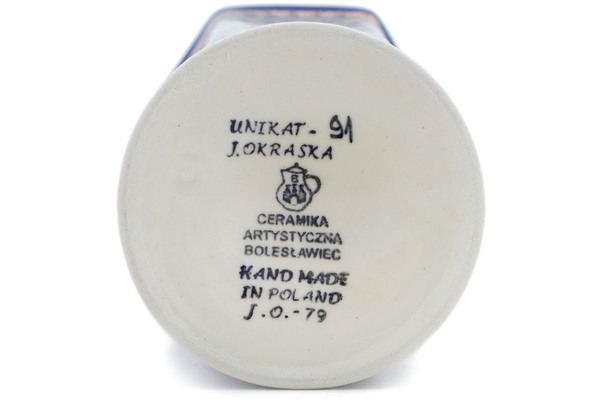 UNIKAT - 91
J.OKRASKA
B
CERAMIKA
ARTYSTYCZNA
BOLESŁAWIEC
HAND MADE
IN POLAND
J.O.-79